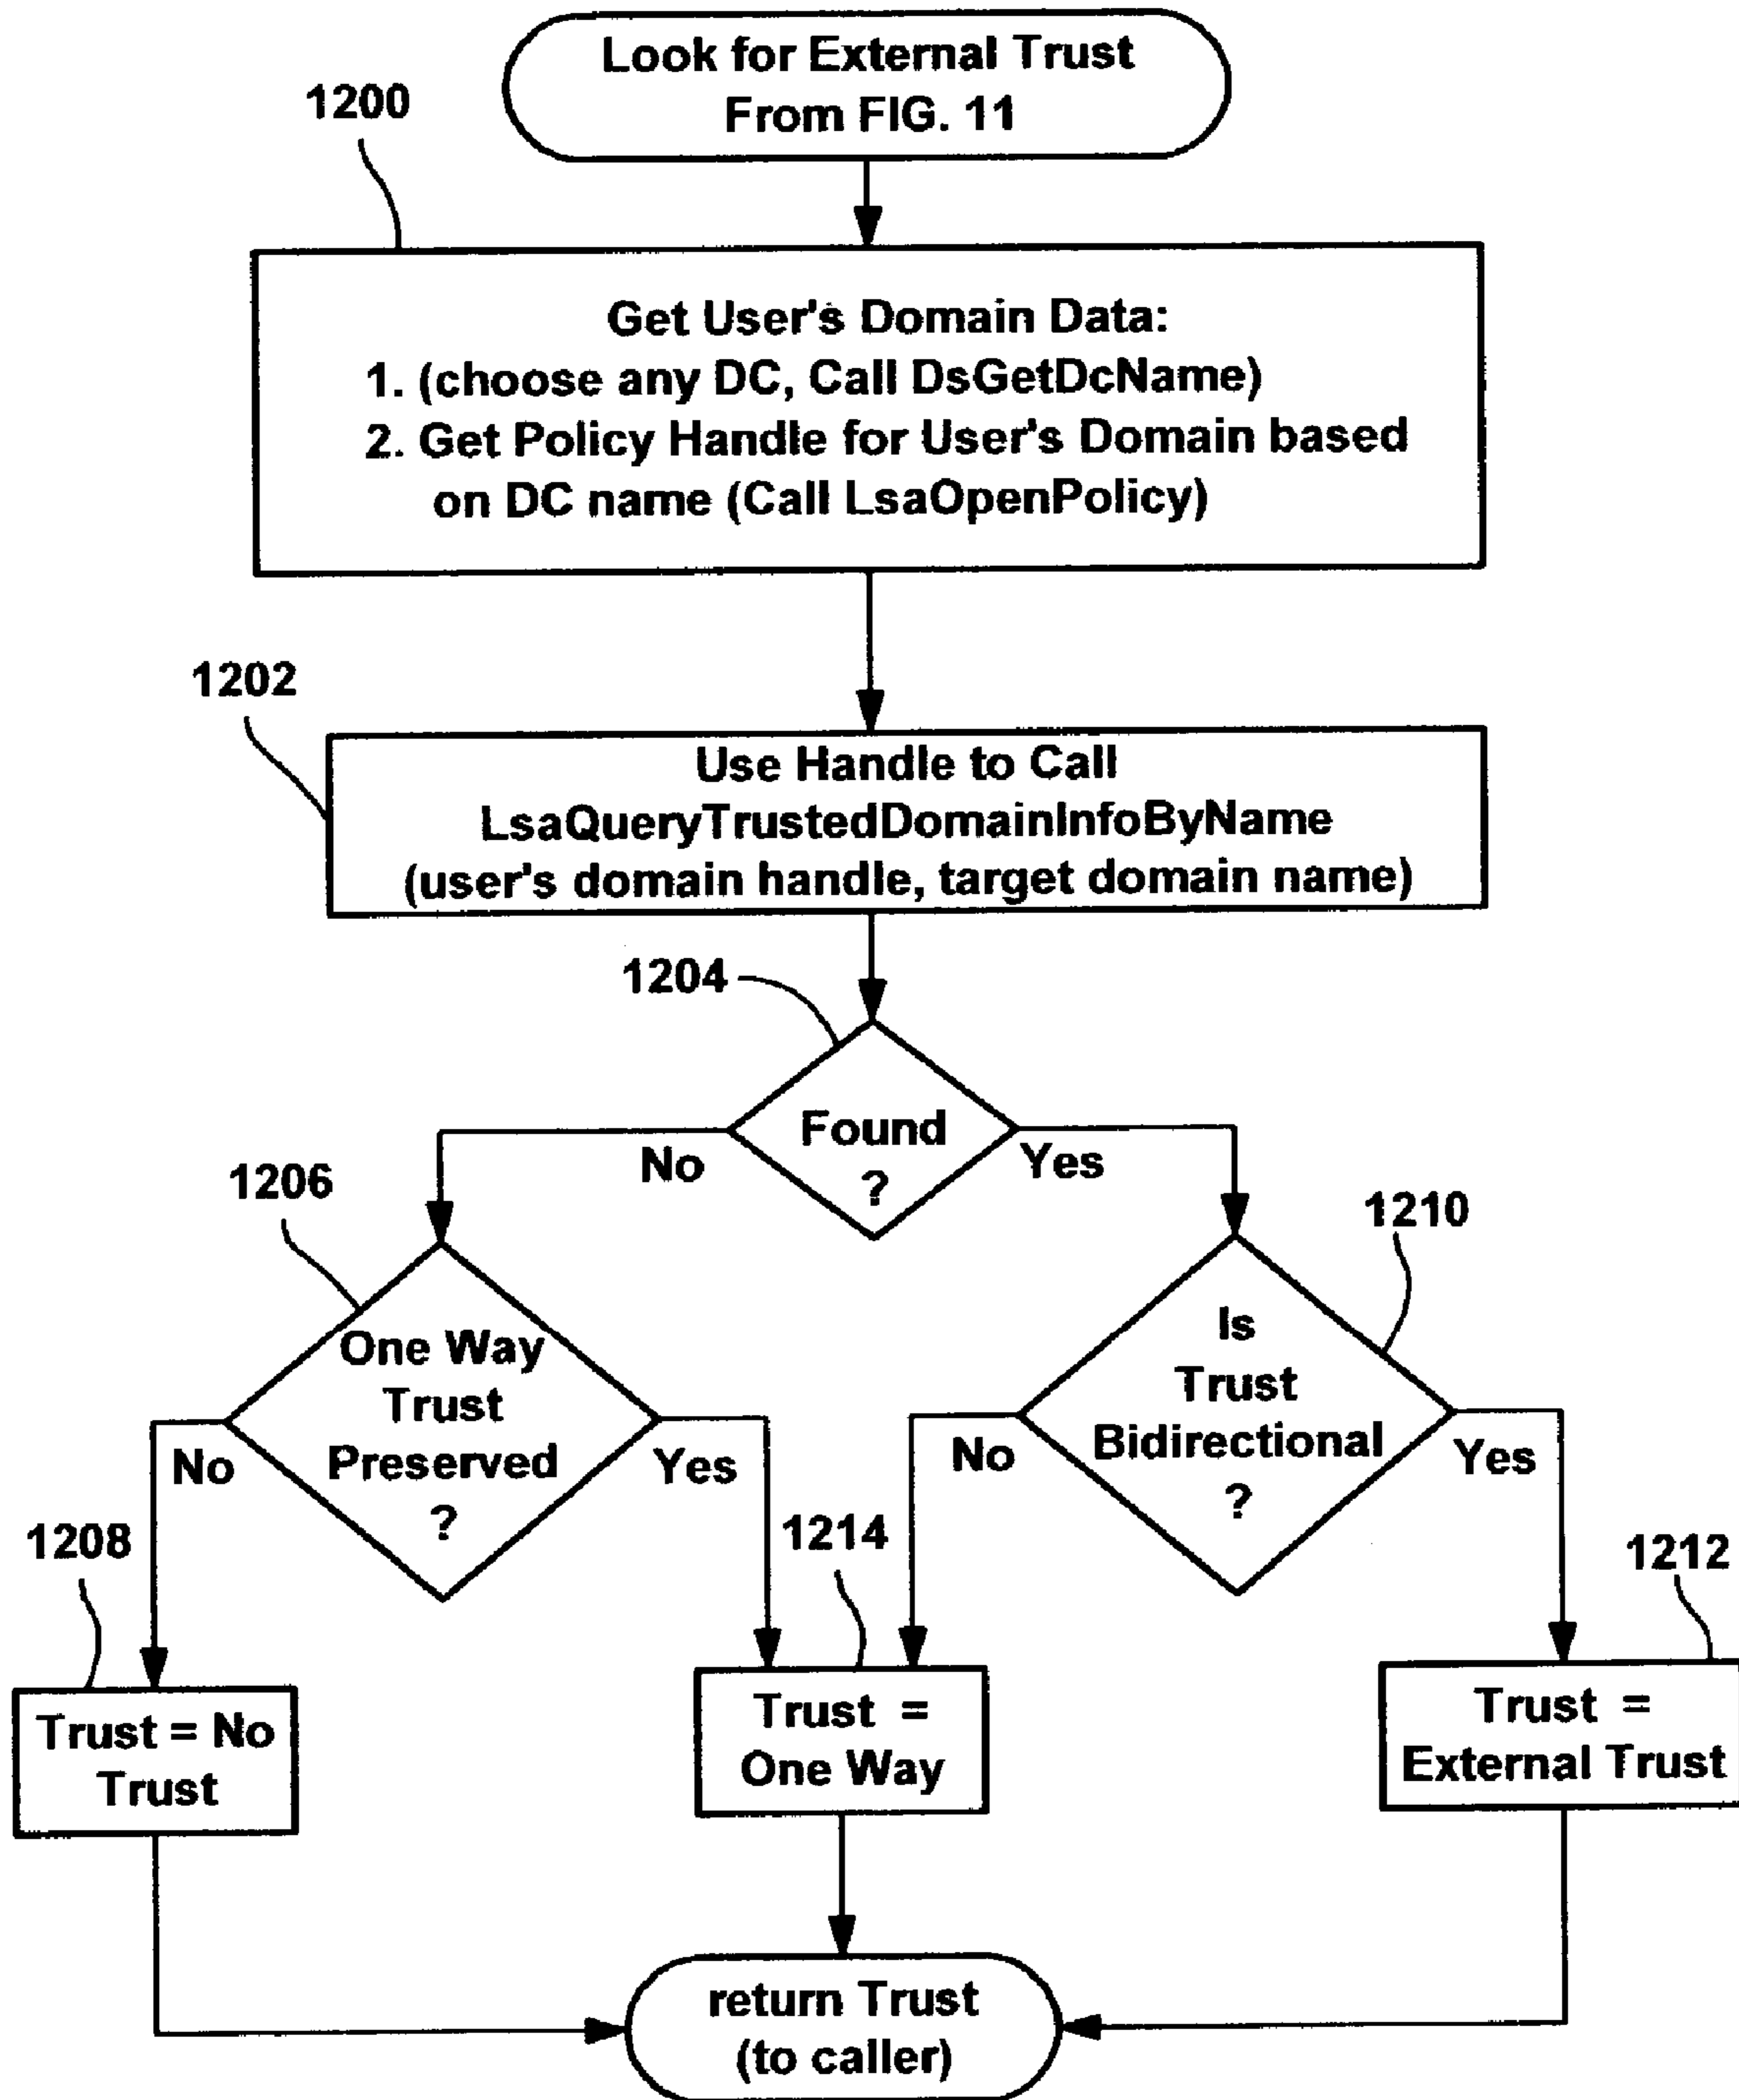 Look for External Trust
From FIG. 11
1200
Get User's Domain Data:
1. (choose any DC, Call DsGetDcName)
2. Get Policy Handle for User's Domain based
on DC name (Call LsaOpenPolicy)
1202
Use Handle to Call
LsaQueryTrustedDomainInfoByName
(user's domain handle, target domain name)
1204
Found
?
No
Yes
1206
One Way
Trust
Preserved
?
No
Yes
1210
Is
Trust
Bidirectional
?
No
Yes
1208
Trust = No
Trust
1214
Trust =
One Way
1212
Trust =
External Trust
return Trust
(to caller)